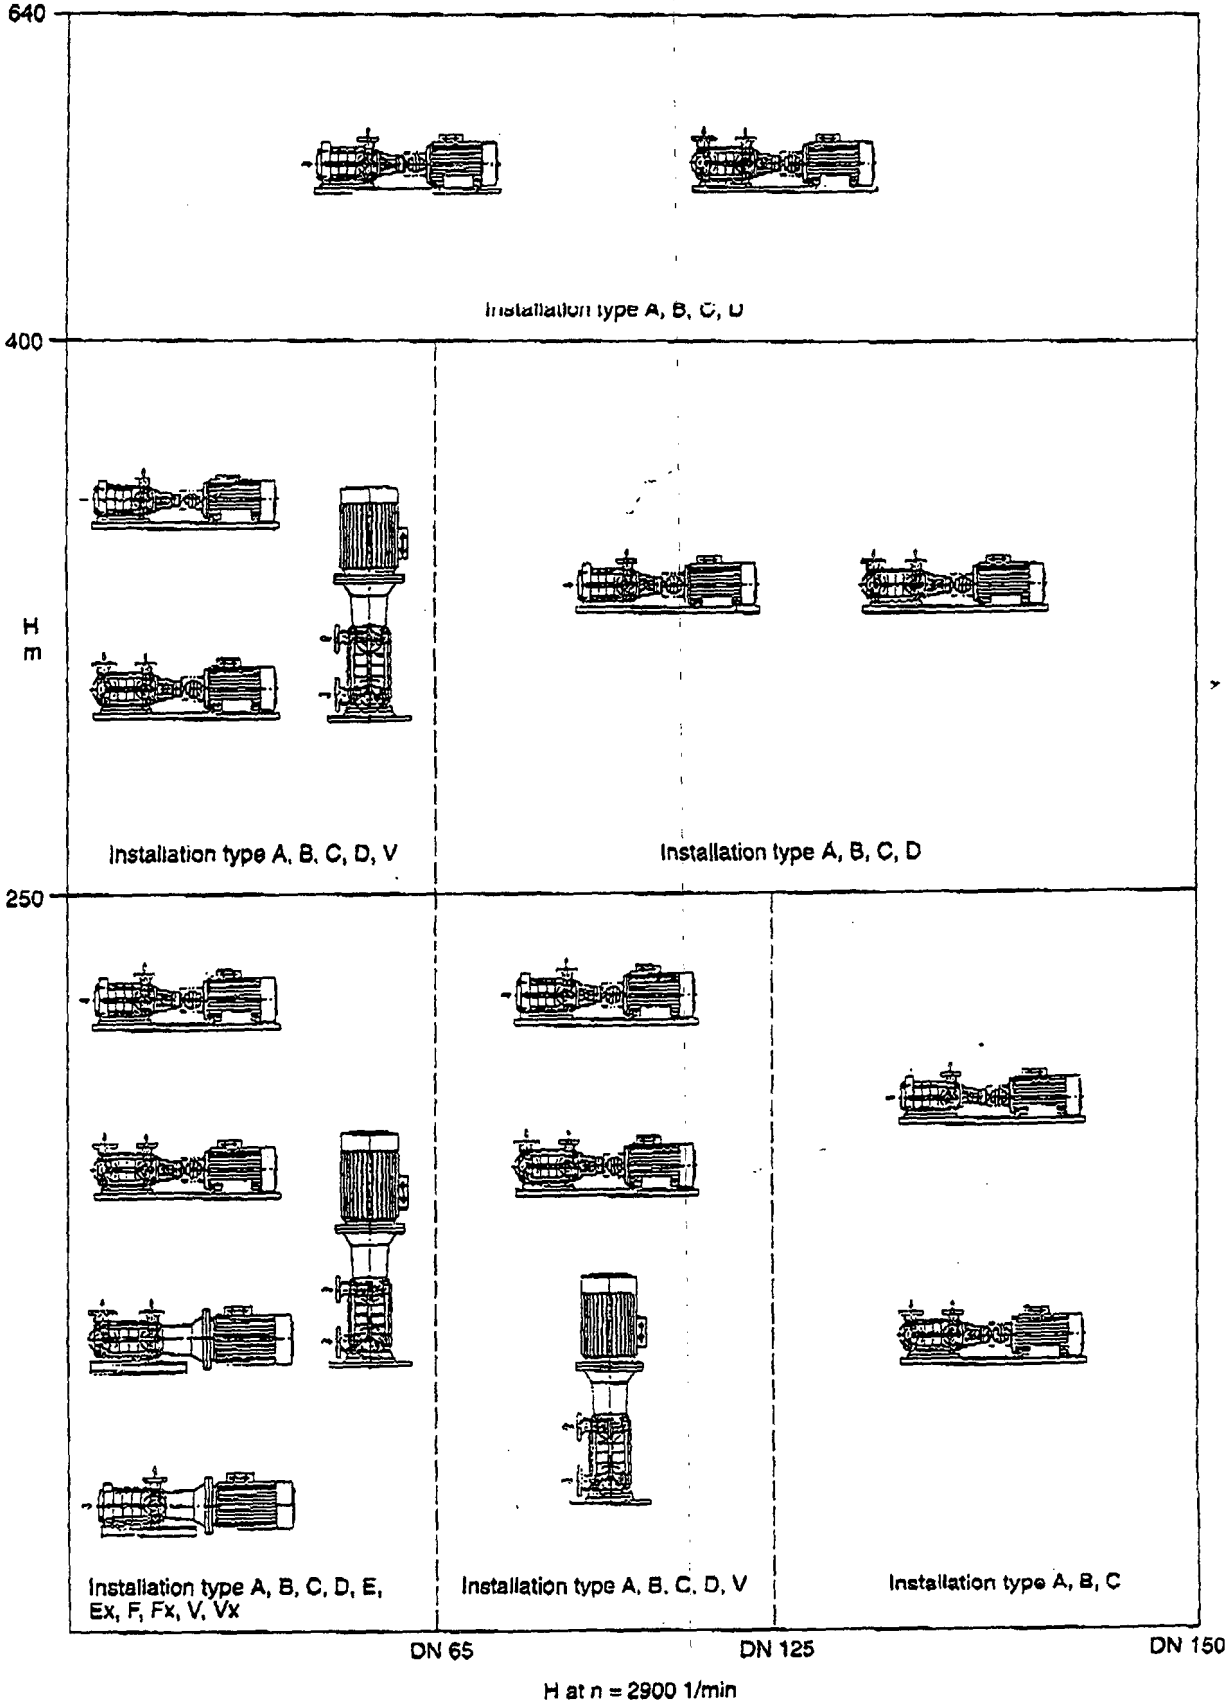 640
Installation type A, B, C, D
400
H
m
Installation type A, B, C, D, V
Installation type A, B, C, D
250
Installation type A, B, C, D, E,
Ex, F, Fx, V, Vx
Installation type A, B, C, D, V
Installation type A, B, C
DN 65
DN 125
DN 150
H at n = 2900 1/min